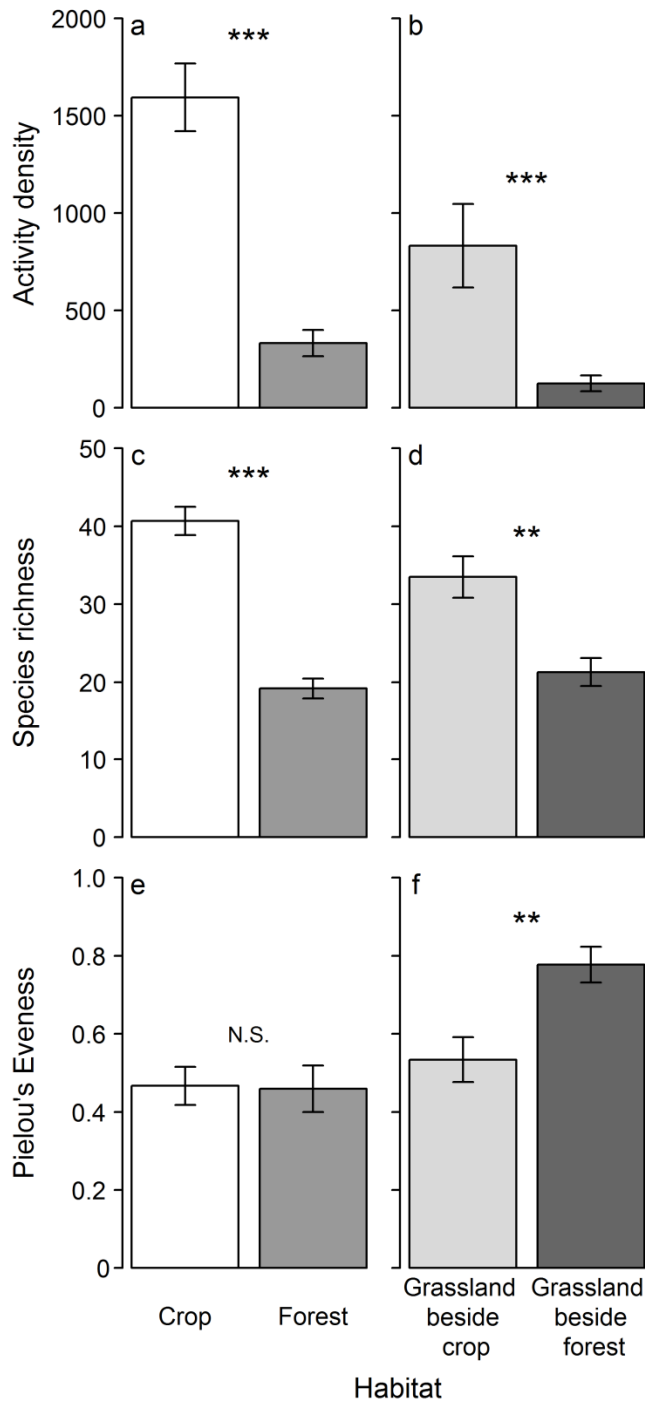 a
***
b
***
2000
1500
1000
500
0
Activity density
c
***
d
**
50
40
30
20
10
0
Species richness
e
N.S.
f
**
1.0
0.8
0.6
0.4
0.2
0
Pielou's Eveness
Crop
Forest
Grassland
beside
crop
Grassland
beside
forest
Habitat